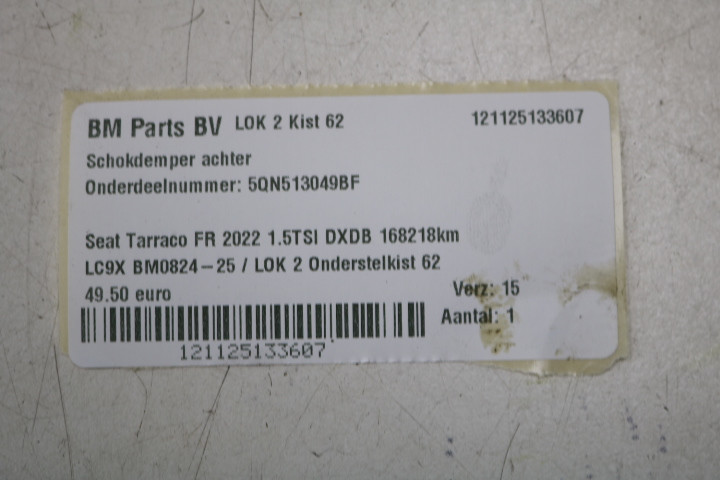 BM Parts BV LOK 2 Kist 62 121125133607
Schokdemper achter
Onderdeelnummer: 5QN513049BF
Seat Tarraco FR 2022 1.5TSI DXDB 168218km
LC9X BM0824-25 / LOK 2 Onderstelkist 62
49.50 euro Verz: 15
Aantal: 1
121125133607